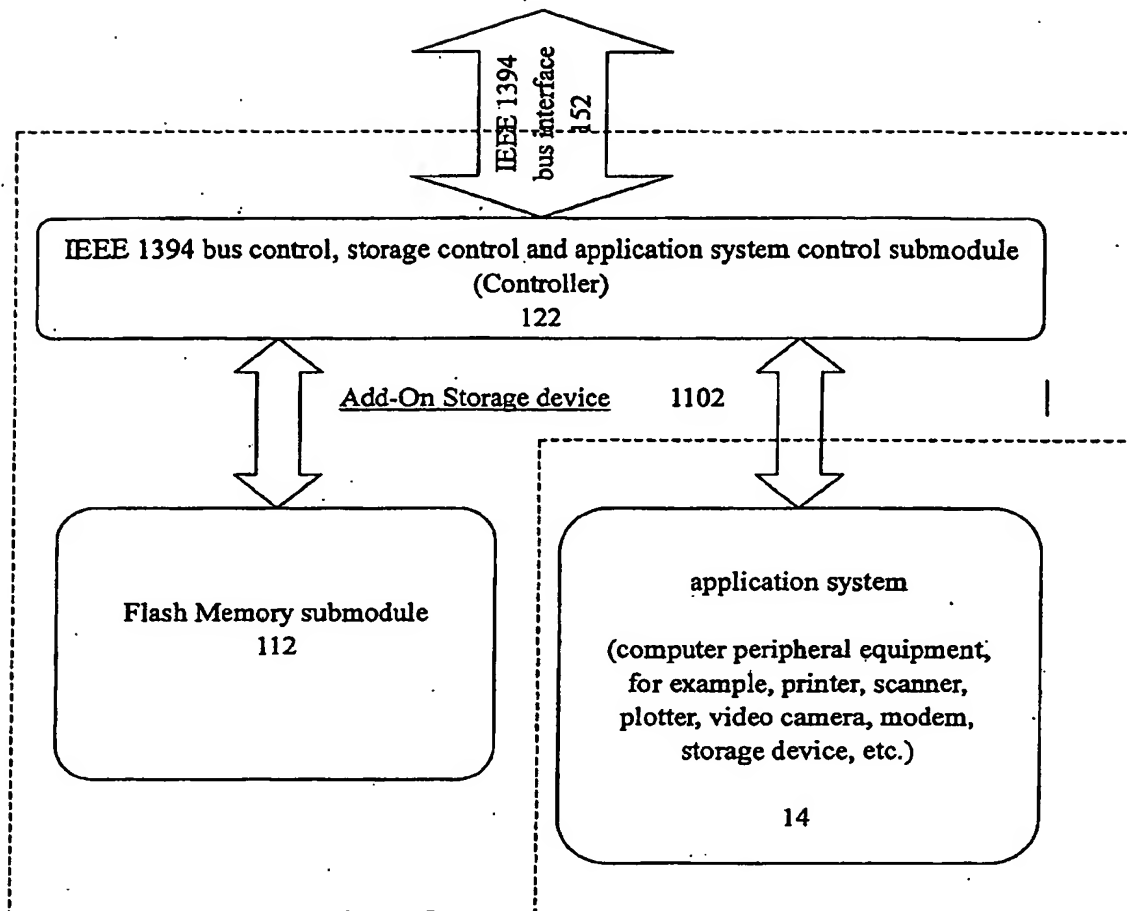 IEEE 1394
bus interface
152
IEEE 1394 bus control, storage control and application system control submodule
(Controller)
122
Add-On Storage device 1102
Flash Memory submodule
112
application system
(computer peripheral equipment,
for example, printer, scanner,
plotter, video camera, modem,
storage device, etc.)
14